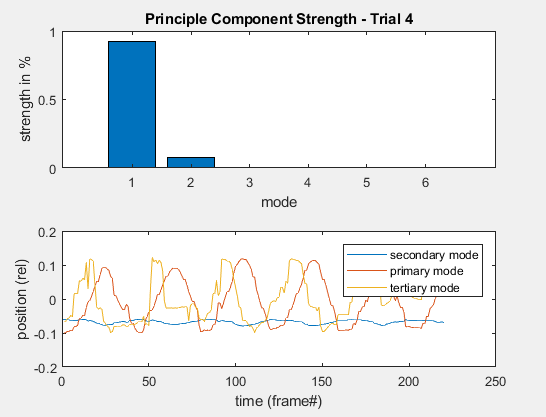 Principle Component Strength - Trial 4
1
0.5
0
strength in %
1 2 3 4 5 6
mode
0.2
0.1
0
-0.1
-0.2
position (rel)
secondary mode
primary mode
tertiary mode
0 50 100 150 200 250
time (frame#)